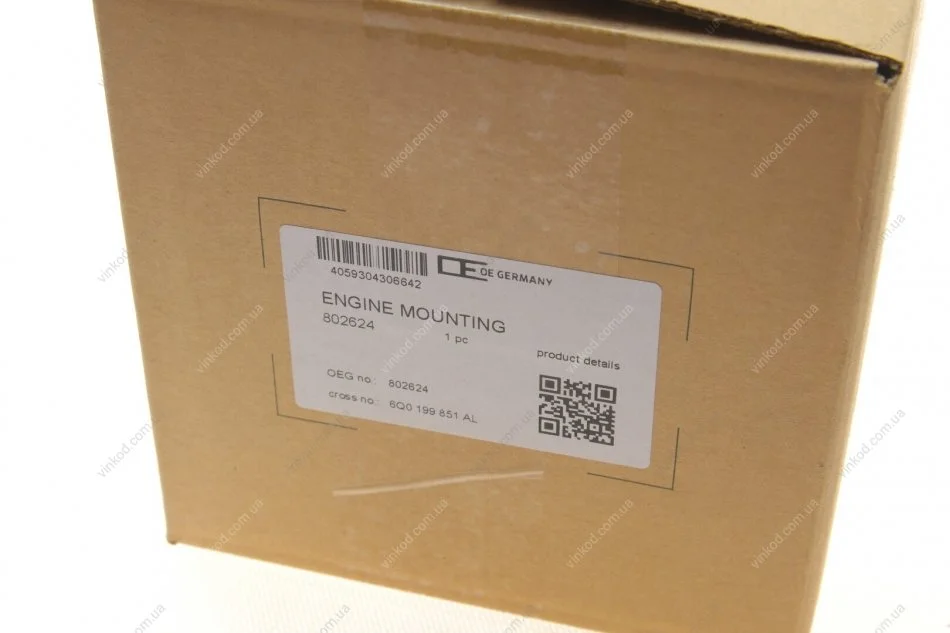 4059304306642
OE GERMANY
ENGINE MOUNTING
802624
1 pc
product details
OEG no.: 802624
cross no.: 6Q0 199 851 AL
vinkod.com.ua